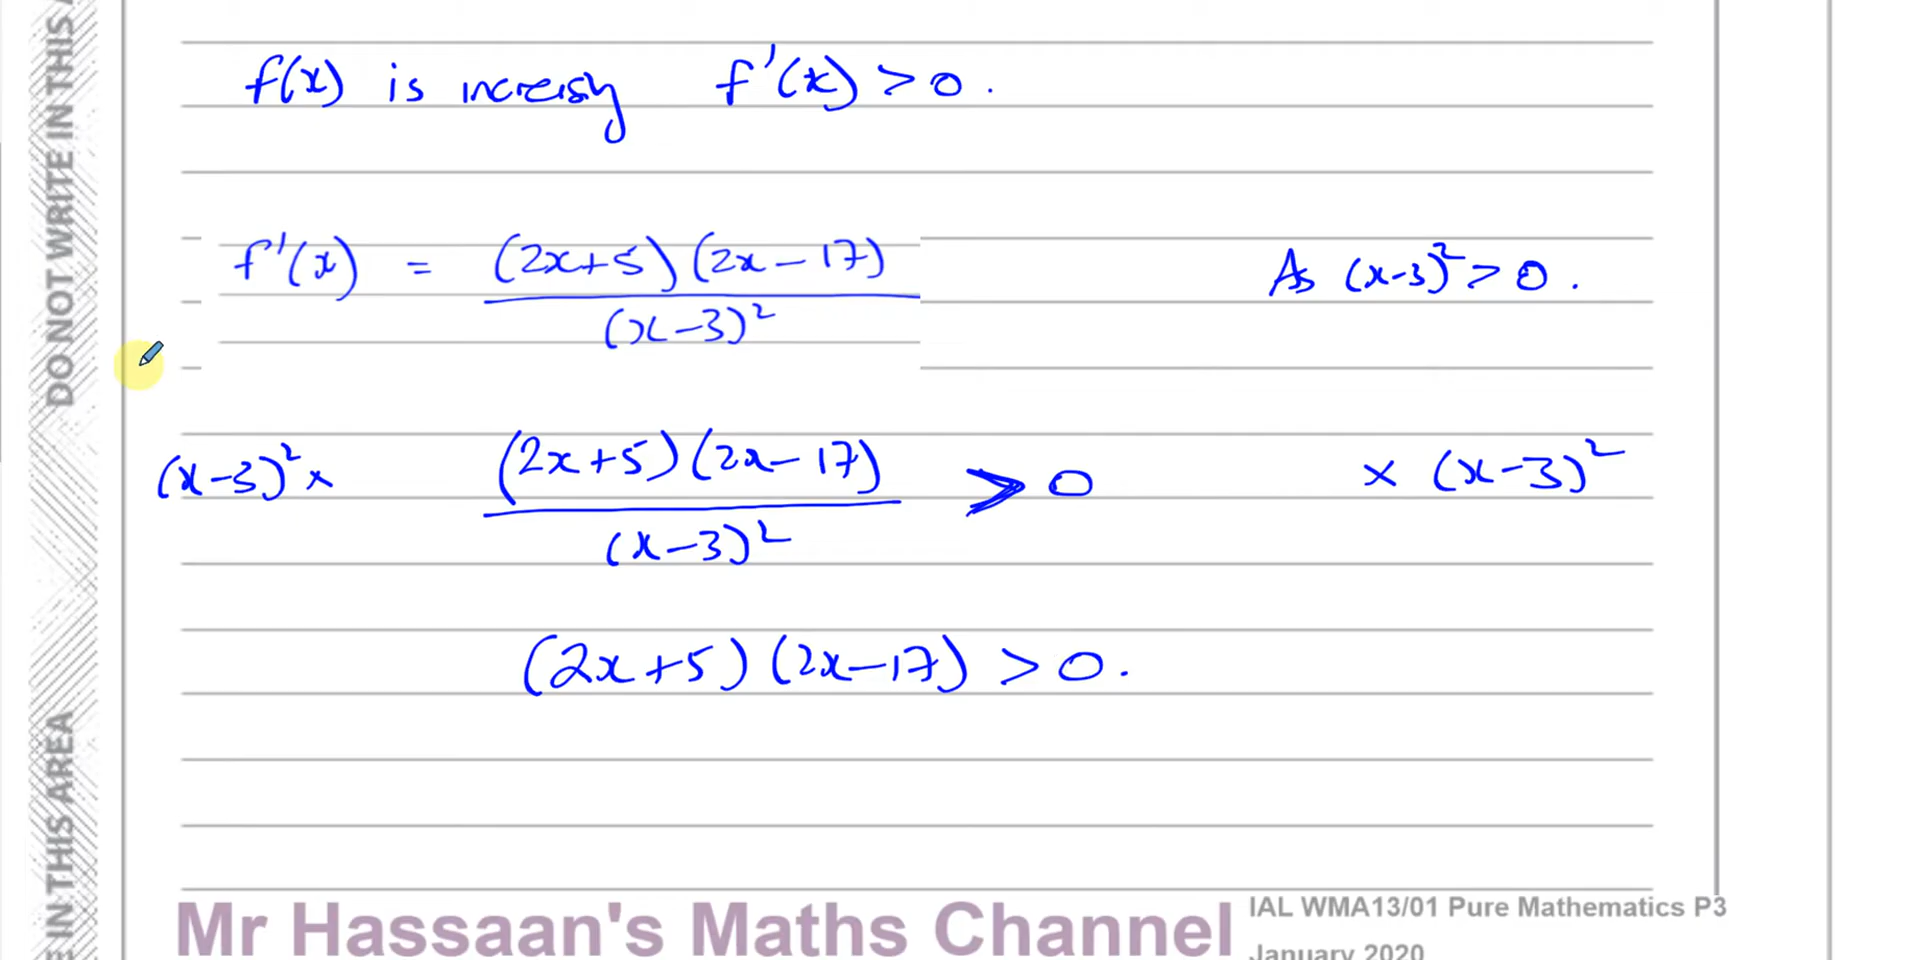 f(x) is increasing f'(x) > 0.
f'(x) = (2x+5)(2x-17) / (x-3)² As (x-3)² > 0.
(x-3)² × (2x+5)(2x-17) / (x-3)² > 0 × (x-3)²
(2x+5)(2x-17) > 0.
Mr Hassaan's Maths Channel
IAL WMA13/01 Pure Mathematics P3
January 2020
DO NOT WRITE IN THIS
IN THIS AREA